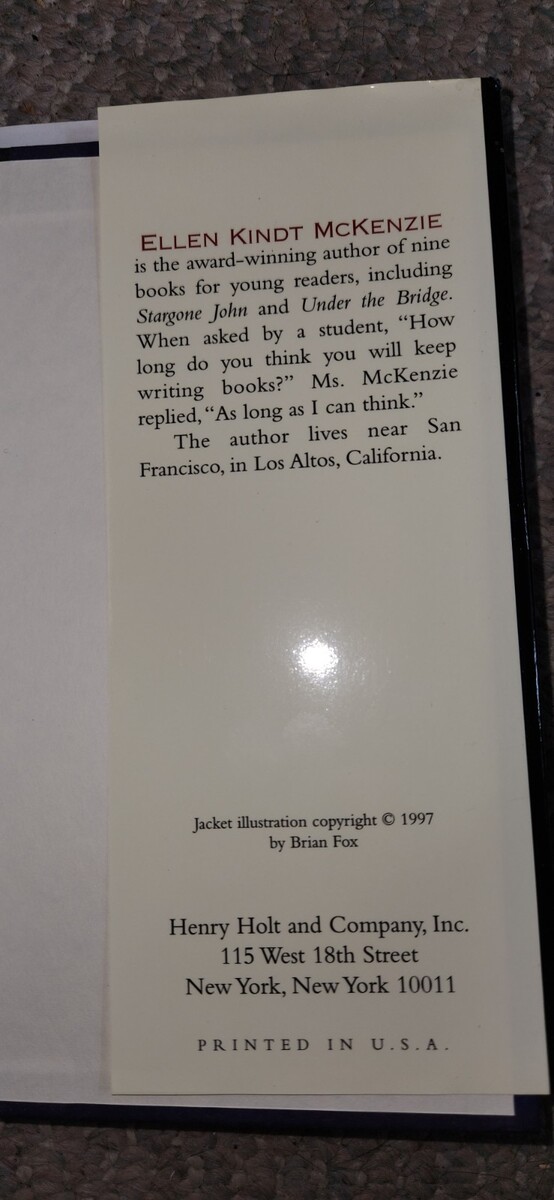 ELLEN KINDT MCKENZIE
is the award-winning author of nine
books for young readers, including
Stargone John and Under the Bridge.
When asked by a student, “How
long do you think you will keep
writing books?” Ms. McKenzie
replied, “As long as I can think.”
The author lives near San
Francisco, in Los Altos, California.
Jacket illustration copyright © 1997
by Brian Fox
Henry Holt and Company, Inc.
115 West 18th Street
New York, New York 10011
PRINTED IN U.S.A.